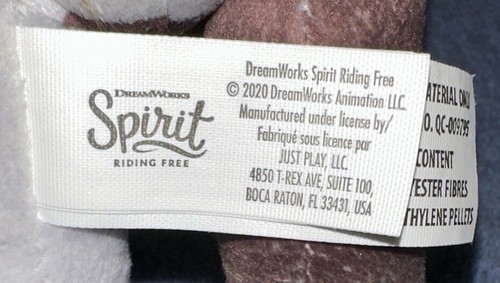 DREAMWORKS
Spirit
RIDING FREE
DreamWorks Spirit Riding Free
© 2020 DreamWorks Animation LLC.
Manufactured under license by/
Fabriqué sous licence par
JUST PLAY, LLC.
4850 T-REX AVE, SUITE 100,
BOCA RATON, FL 33431, USA
ATERIAL ONLY
O. QC-009795
CONTENT
YESTER FIBRES
THYLENE PELLETS